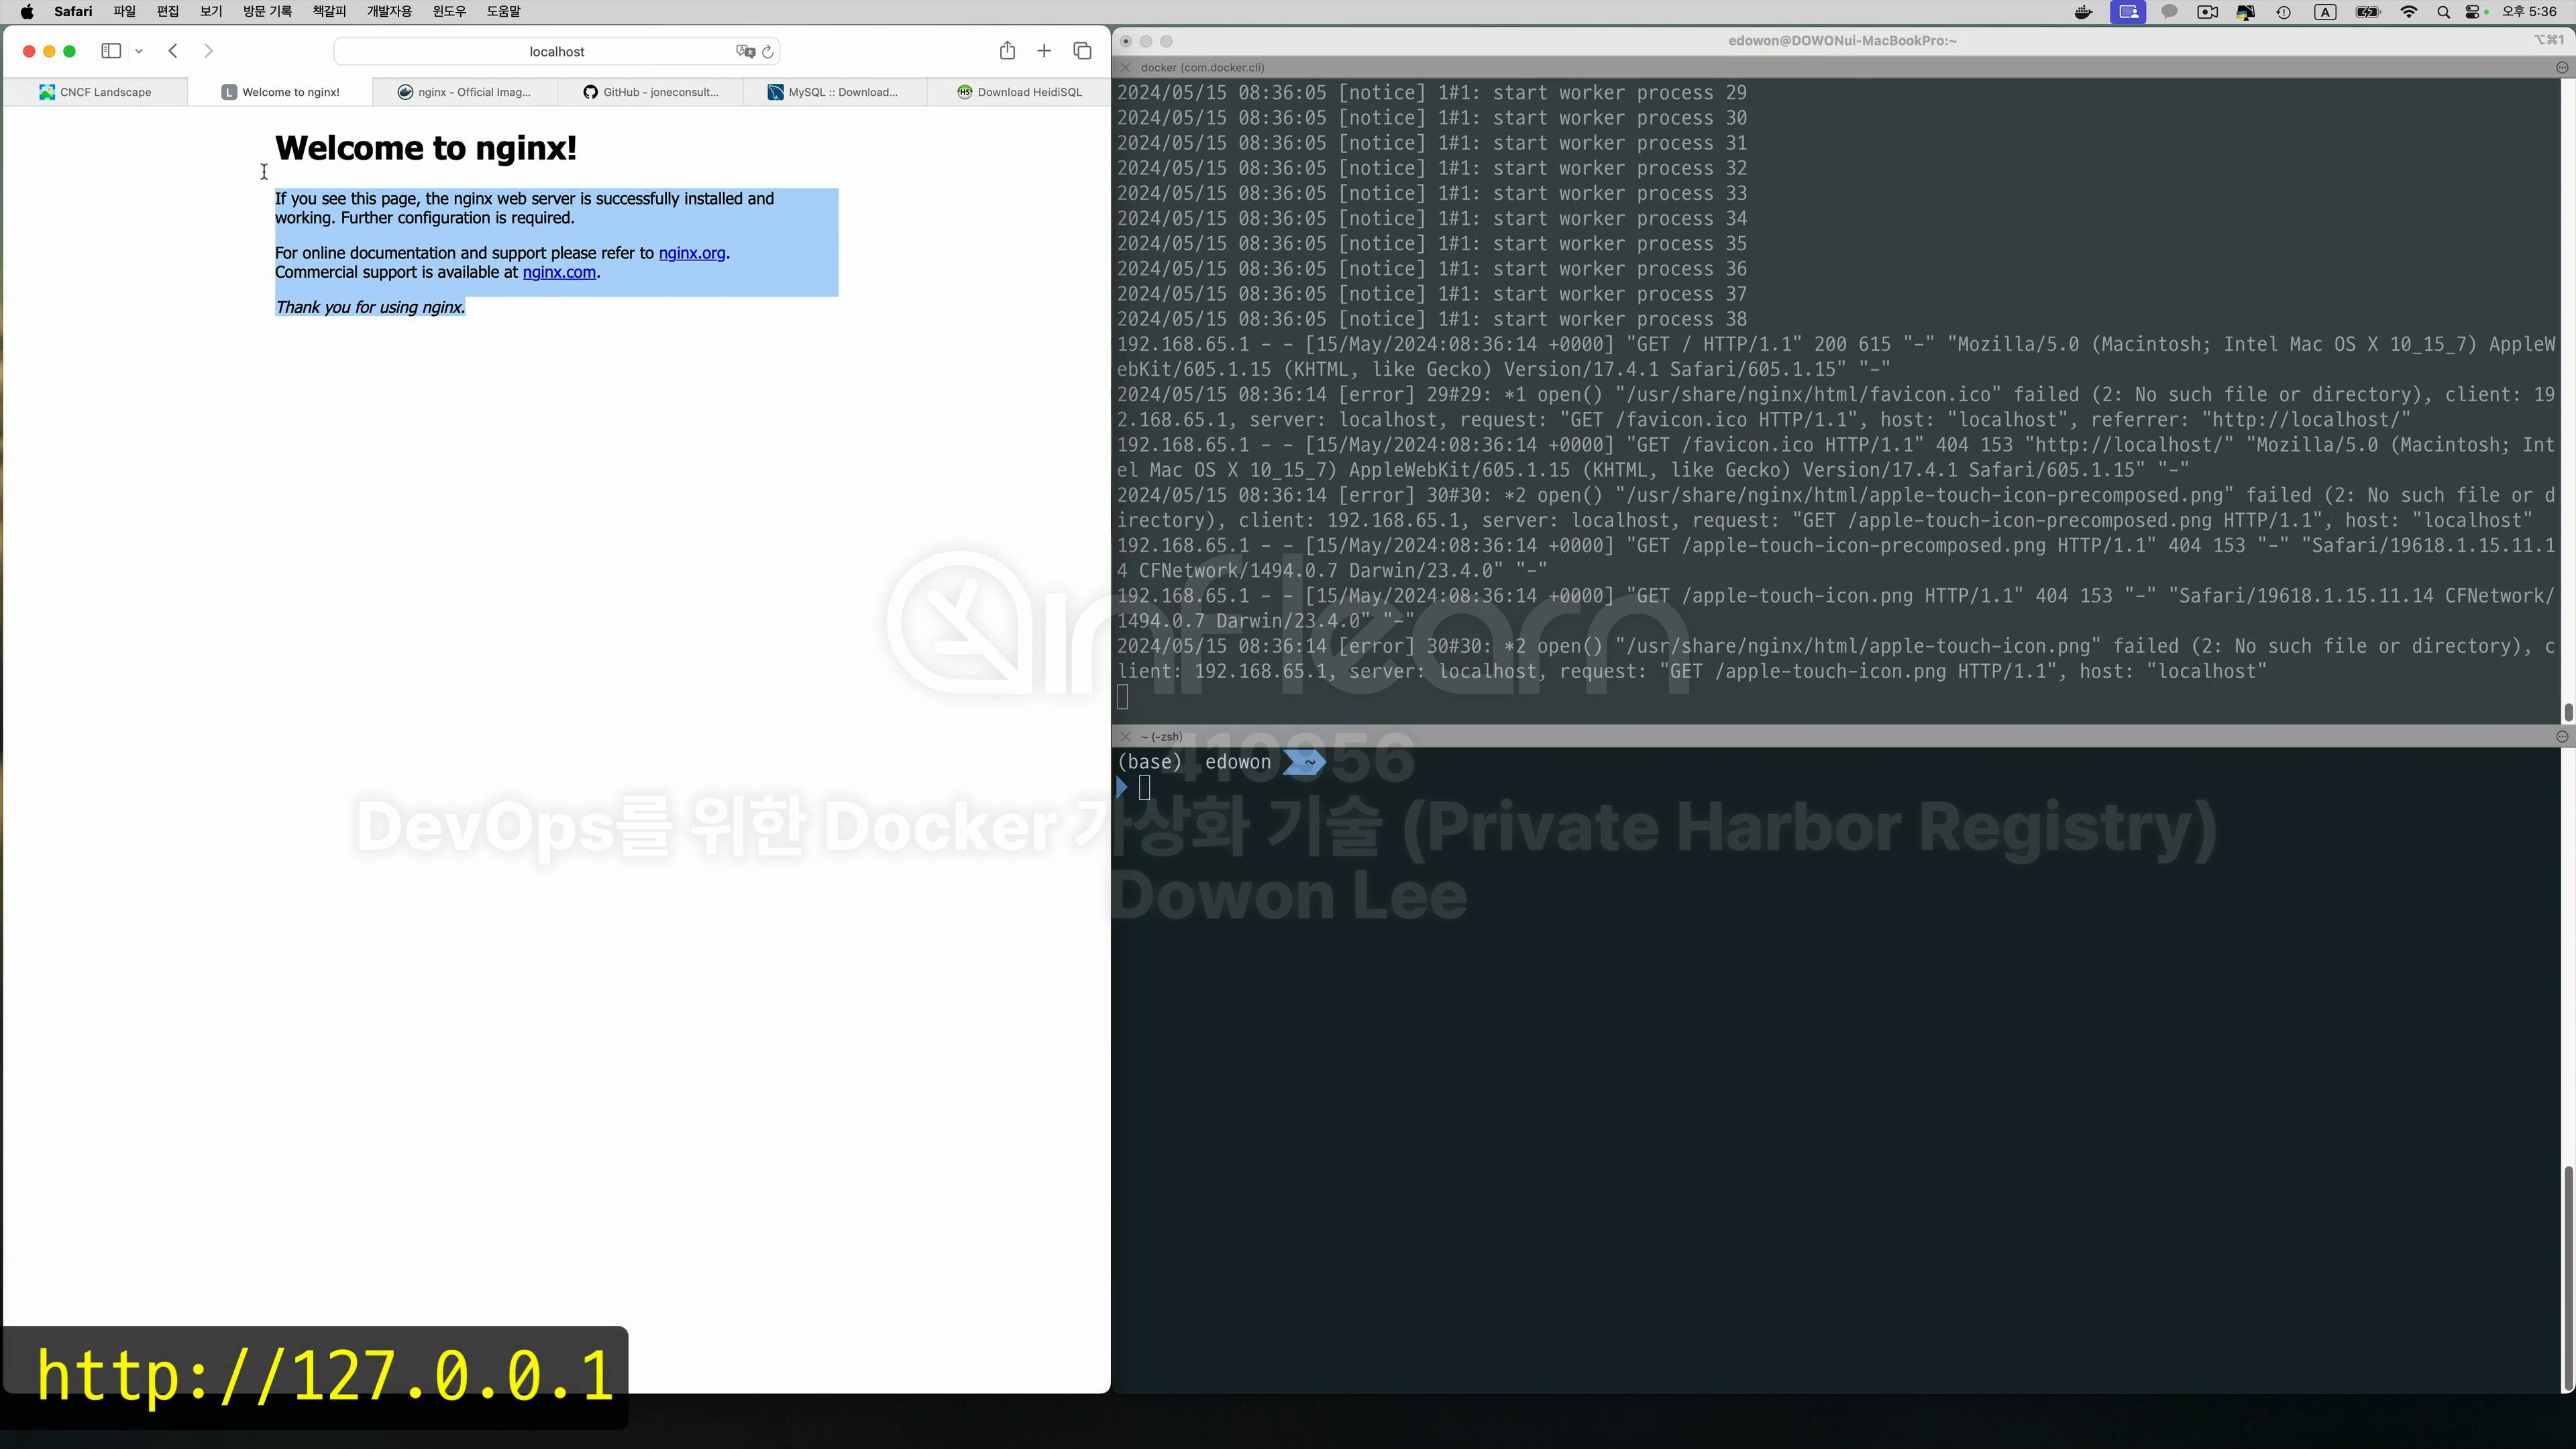 Safari 파일 편집 보기 방문 기록 책갈피 개발자용 윈도우 도움말
A
오후 5:36
localhost
CNCF Landscape
L Welcome to nginx!
nginx - Official Imag...
GitHub - joneconsult...
MySQL :: Download...
HS Download HeidiSQL
Welcome to nginx!
If you see this page, the nginx web server is successfully installed and
working. Further configuration is required.
For online documentation and support please refer to nginx.org.
Commercial support is available at nginx.com.
Thank you for using nginx.
http://127.0.0.1
edowon@DOWONui-MacBookPro:~
⌥⌘1
docker (com.docker.cli)
2024/05/15 08:36:05 [notice] 1#1: start worker process 29
2024/05/15 08:36:05 [notice] 1#1: start worker process 30
2024/05/15 08:36:05 [notice] 1#1: start worker process 31
2024/05/15 08:36:05 [notice] 1#1: start worker process 32
2024/05/15 08:36:05 [notice] 1#1: start worker process 33
2024/05/15 08:36:05 [notice] 1#1: start worker process 34
2024/05/15 08:36:05 [notice] 1#1: start worker process 35
2024/05/15 08:36:05 [notice] 1#1: start worker process 36
2024/05/15 08:36:05 [notice] 1#1: start worker process 37
2024/05/15 08:36:05 [notice] 1#1: start worker process 38
192.168.65.1 - - [15/May/2024:08:36:14 +0000] "GET / HTTP/1.1" 200 615 "-" "Mozilla/5.0 (Macintosh; Intel Mac OS X 10_15_7) AppleW
ebKit/605.1.15 (KHTML, like Gecko) Version/17.4.1 Safari/605.1.15" "-"
2024/05/15 08:36:14 [error] 29#29: *1 open() "/usr/share/nginx/html/favicon.ico" failed (2: No such file or directory), client: 19
2.168.65.1, server: localhost, request: "GET /favicon.ico HTTP/1.1", host: "localhost", referrer: "http://localhost/"
192.168.65.1 - - [15/May/2024:08:36:14 +0000] "GET /favicon.ico HTTP/1.1" 404 153 "http://localhost/" "Mozilla/5.0 (Macintosh; Int
el Mac OS X 10_15_7) AppleWebKit/605.1.15 (KHTML, like Gecko) Version/17.4.1 Safari/605.1.15" "-"
2024/05/15 08:36:14 [error] 30#30: *2 open() "/usr/share/nginx/html/apple-touch-icon-precomposed.png" failed (2: No such file or d
irectory), client: 192.168.65.1, server: localhost, request: "GET /apple-touch-icon-precomposed.png HTTP/1.1", host: "localhost"
192.168.65.1 - - [15/May/2024:08:36:14 +0000] "GET /apple-touch-icon-precomposed.png HTTP/1.1" 404 153 "-" "Safari/19618.1.15.11.1
4 CFNetwork/1494.0.7 Darwin/23.4.0" "-"
192.168.65.1 - - [15/May/2024:08:36:14 +0000] "GET /apple-touch-icon.png HTTP/1.1" 404 153 "-" "Safari/19618.1.15.11.14 CFNetwork/
1494.0.7 Darwin/23.4.0" "-"
2024/05/15 08:36:14 [error] 30#30: *2 open() "/usr/share/nginx/html/apple-touch-icon.png" failed (2: No such file or directory), c
lient: 192.168.65.1, server: localhost, request: "GET /apple-touch-icon.png HTTP/1.1", host: "localhost"
~ (-zsh)
(base) edowon ~
inflearn
DevOps를 위한 Docker 가상화 기술 (Private Harbor Registry)
Dowon Lee